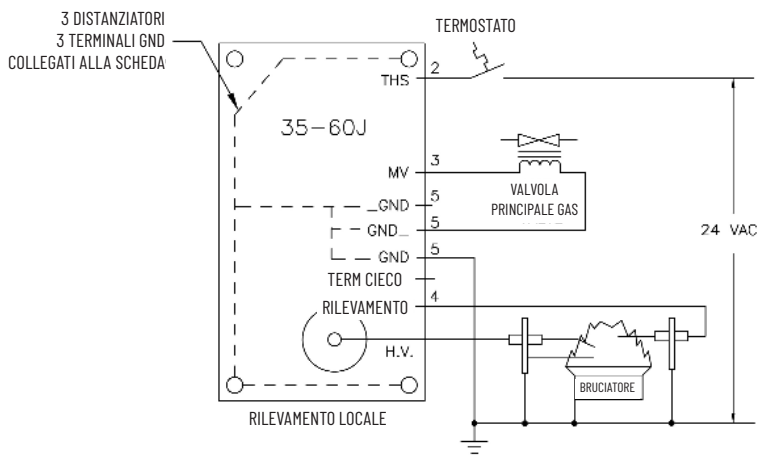 3 DISTANZIATORI
3 TERMINALI GND
COLLEGATI ALLA SCHEDA
TERMOSTATO
THS
2
35-60J
MV
3
VALVOLA
PRINCIPALE GAS
GND
5
GND
5
GND
5
24 VAC
TERM CIECO
RILEVAMENTO
4
H.V.
BRUCIATORE
RILEVAMENTO LOCALE